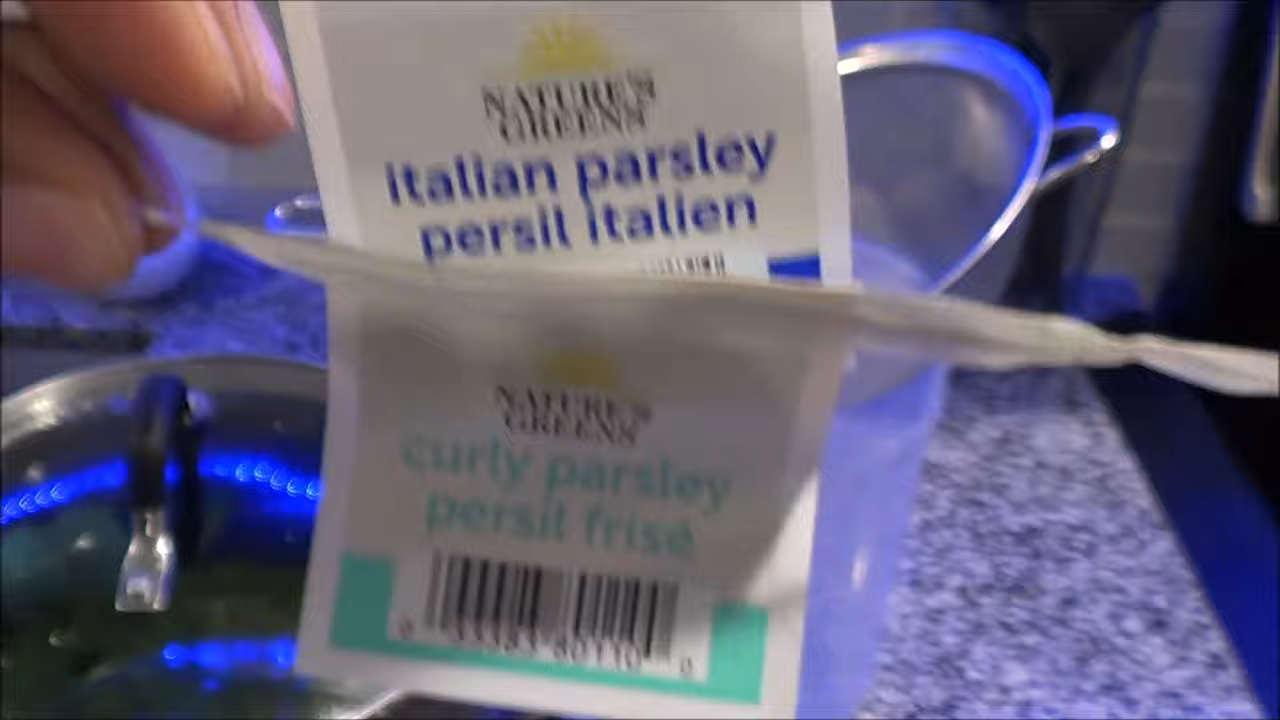 NATURE'S
GREENS
italian parsley
persil italien
NATURE'S
GREENS
curly parsley
persil frisé